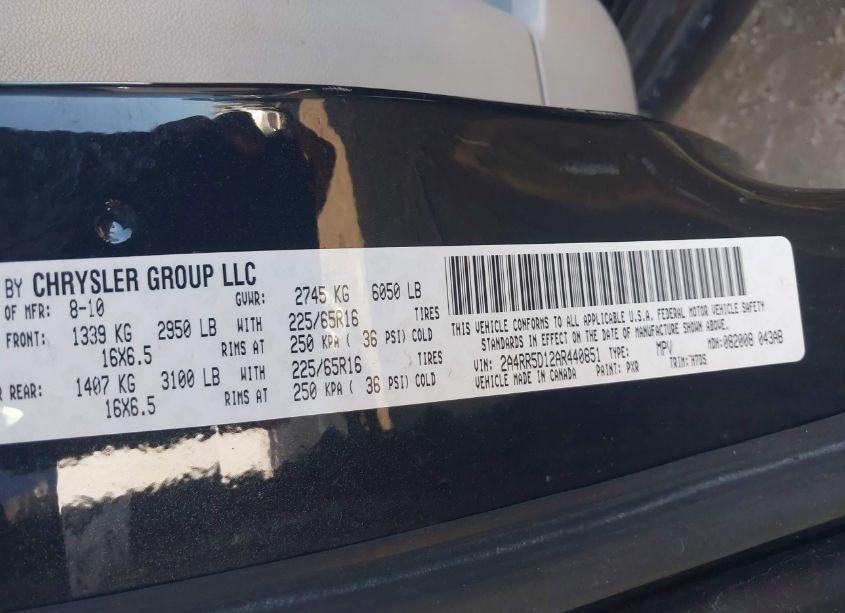 BY CHRYSLER GROUP LLC
OF MFR: 8-10 GVWR: 2745 KG 6050 LB
FRONT: 1339 KG 2950 LB WITH 225/65R16 TIRES
16X6.5 RIMS AT 250 KPA ( 36 PSI) COLD
REAR: 1407 KG 3100 LB WITH 225/65R16 TIRES
16X6.5 RIMS AT 250 KPA ( 36 PSI) COLD
THIS VEHICLE CONFORMS TO ALL APPLICABLE U.S.A. FEDERAL MOTOR VEHICLE SAFETY
STANDARDS IN EFFECT ON THE DATE OF MANUFACTURE SHOWN ABOVE.
VIN: 2A4RR5D12AR440651 TYPE: MPV MDH: 082008 043AB
VEHICLE MADE IN CANADA PAINT: PXR TRIM: H7DS